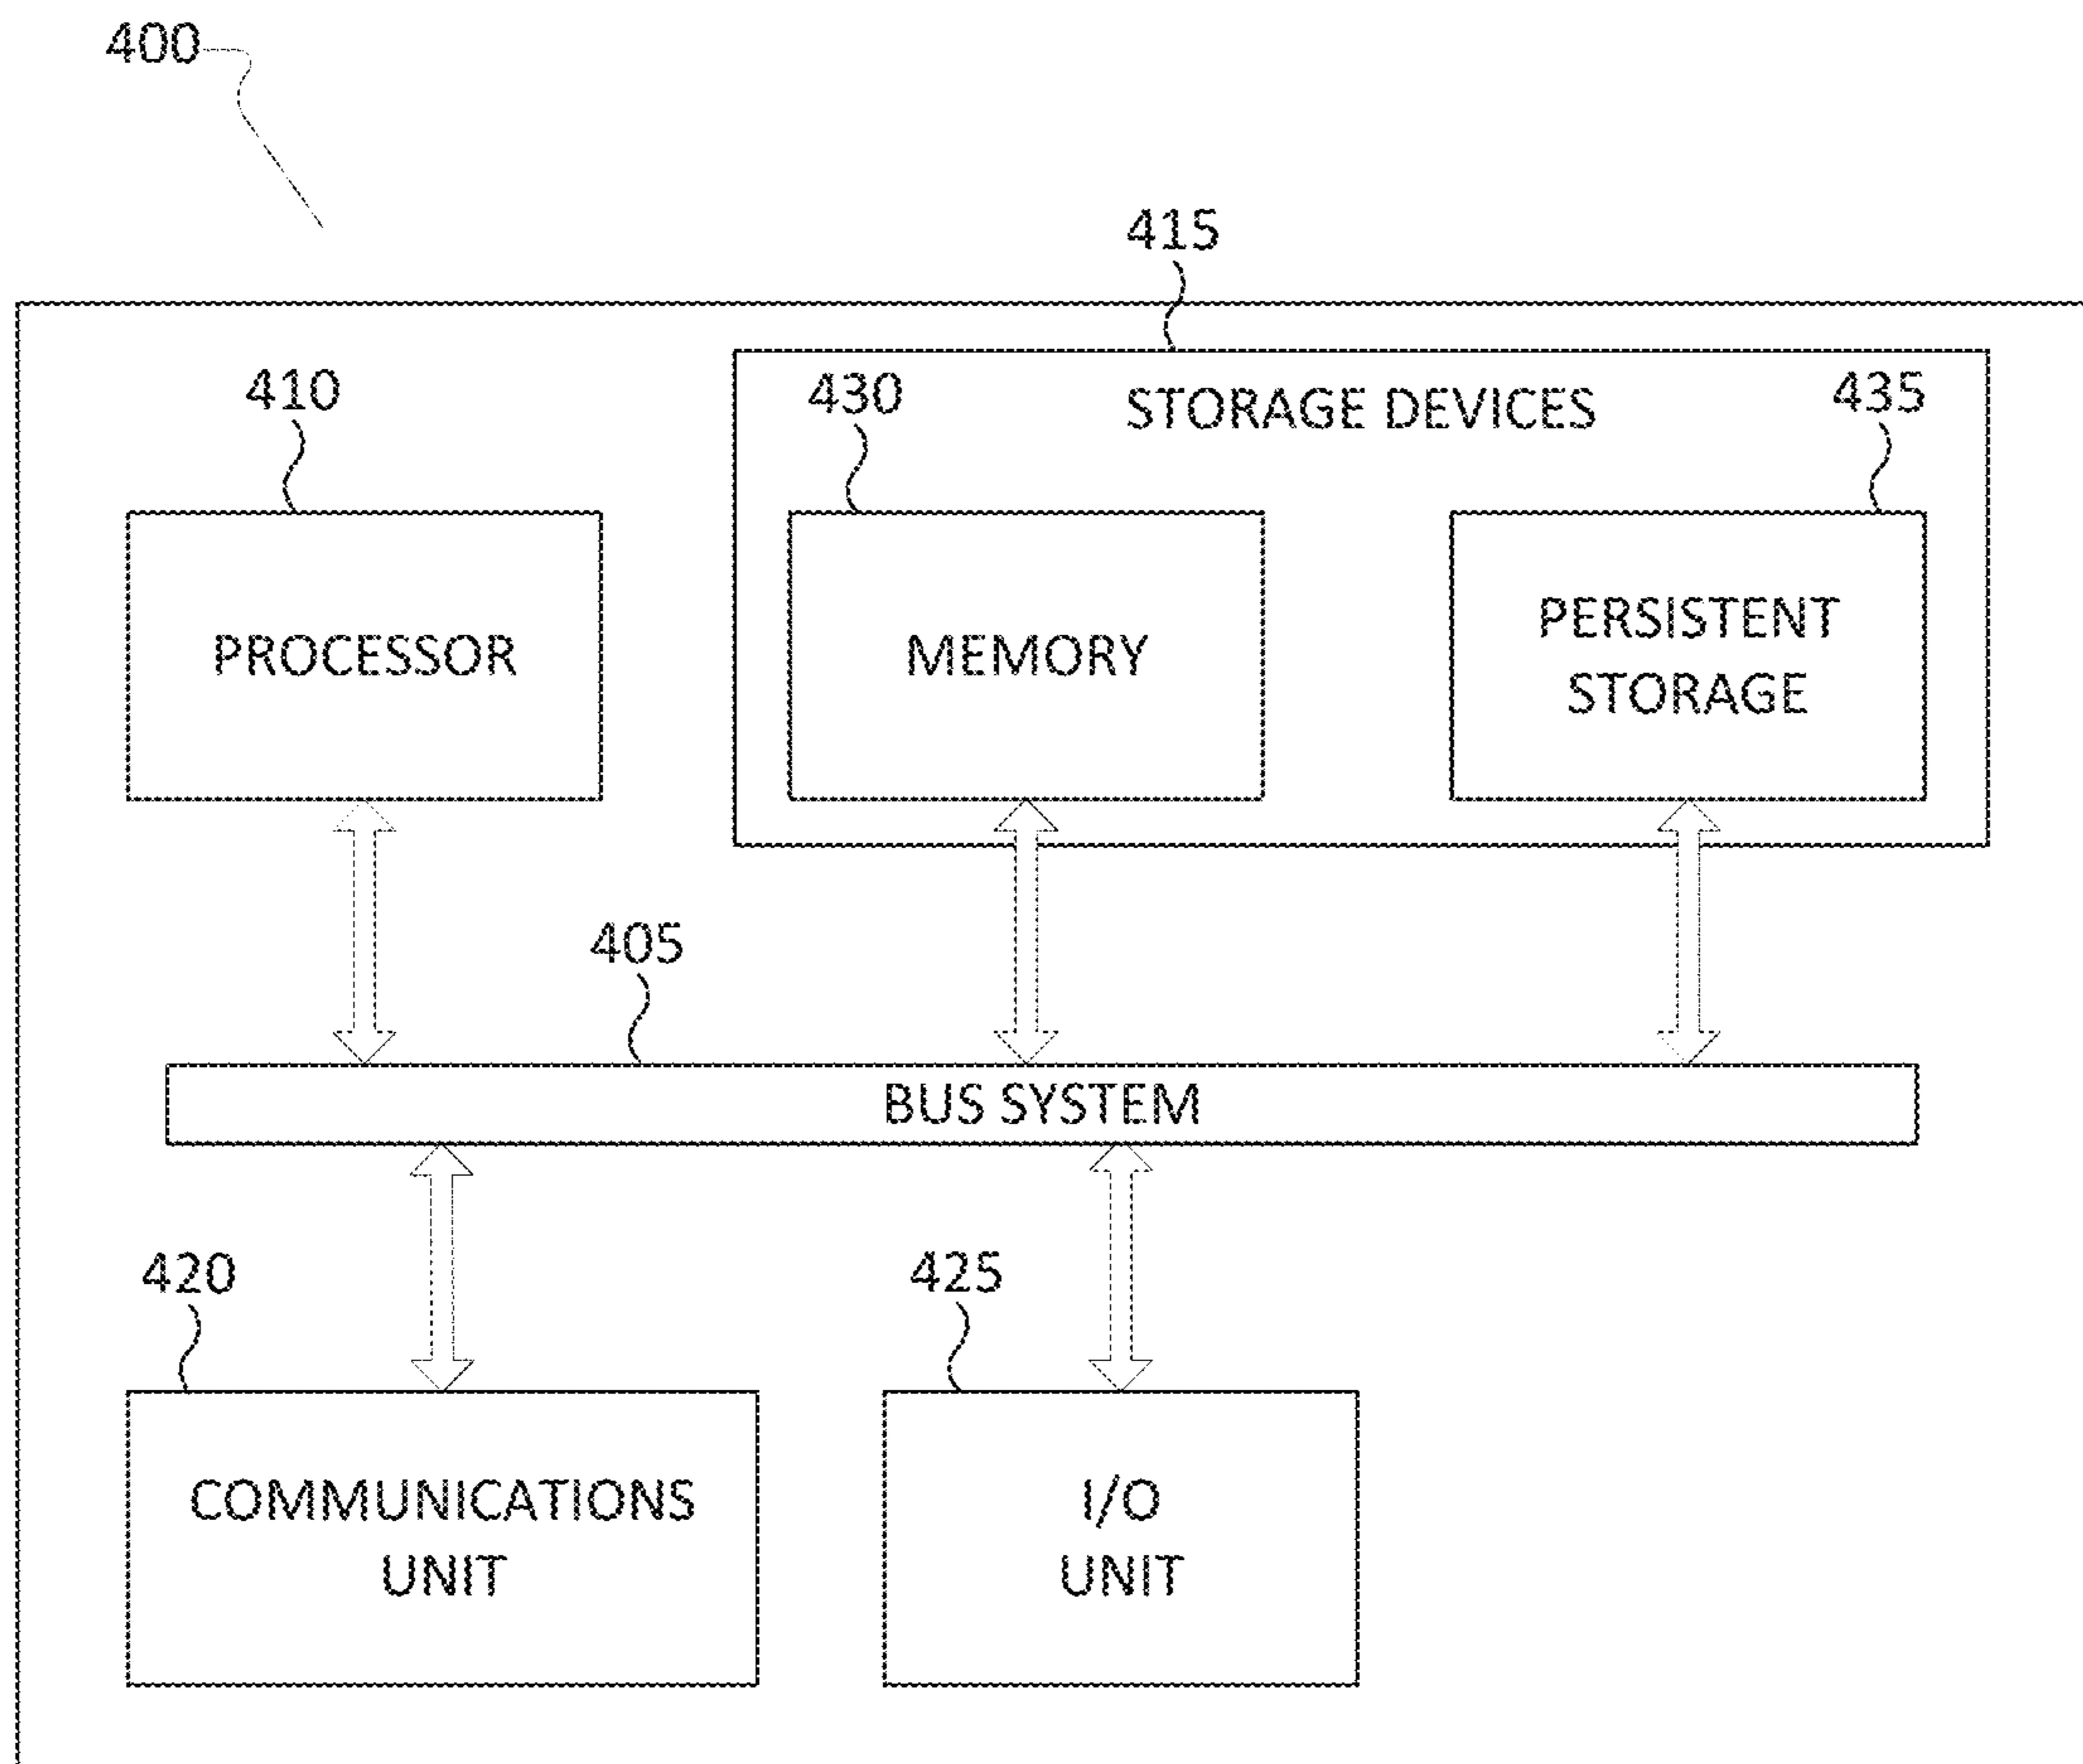 400
415
410
430
STORAGE DEVICES
435
PROCESSOR
MEMORY
PERSISTENT
STORAGE
405
BUS SYSTEM
420
425
COMMUNICATIONS
UNIT
I/O
UNIT